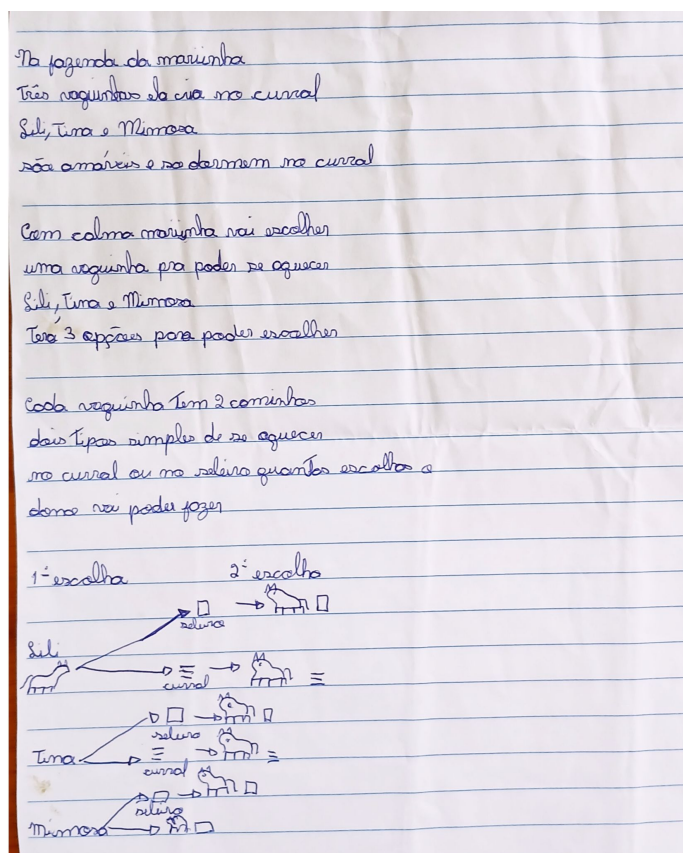 Na fazenda da mariinha
Três vaquinhas ela cria no curral
Lili, Tina e Mimosa
são amáveis e so dormem no curral
Com calma mariinha vai escolher
uma vaquinha pra poder se aquecer
Lili, Tina e Mimosa
Terá 3 opções para poder escolher
Cada vaquinha Tem 2 caminhas
dois Tipos simples de se aquecer
no curral ou no seleiro quantas escolhas a
dona vai poder fazer
1ª escolha 2ª escolha
seleiro
Lili
curral
seleiro
Tina
curral
seleiro
Mimosa